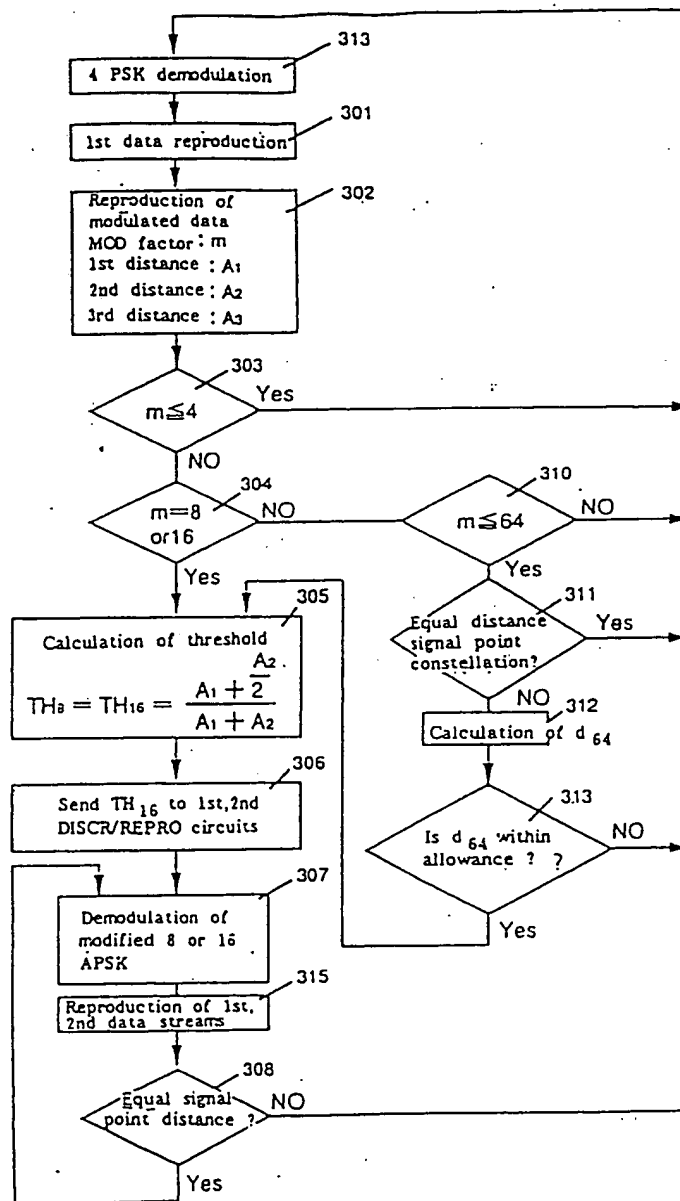 313
4 PSK demodulation
301
1st data reproduction
302
Reproduction of
modulated data
MOD factor : m
1st distance : A1
2nd distance : A2
3rd distance : A3
303
Yes
m≦4
NO
304
m=8
or16
NO
Yes
310
m≦64
NO
Yes
311
Equal distance
signal point
constellation?
Yes
NO
312
Calculation of d 64
313
Is d 64 within
allowance ? ?
NO
Yes
305
Calculation of threshold
TH8 = TH16 = (A1 + A2/2) / (A1 + A2)
306
Send TH16 to 1st,2nd
DISCR/REPRO circuits
307
Demodulation of
modified 8 or 16
APSK
315
Reproduction of 1st,
2nd data streams
308
Equal signal
point distance ?
NO
Yes